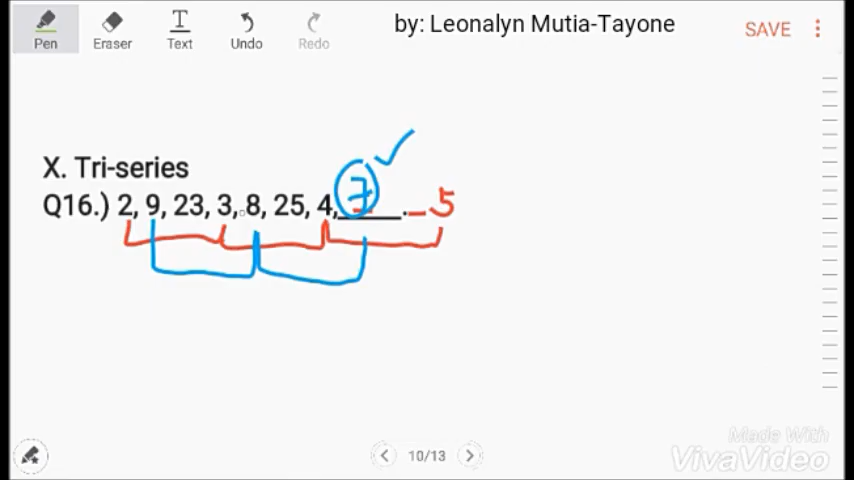 by: Leonalyn Mutia-Tayone
SAVE
Pen
Eraser
Text
Undo
Redo
X. Tri-series
Q16.) 2, 9, 23, 3, 8, 25, 4, 7 ____. _ 5
10/13
Made With
VivaVideo